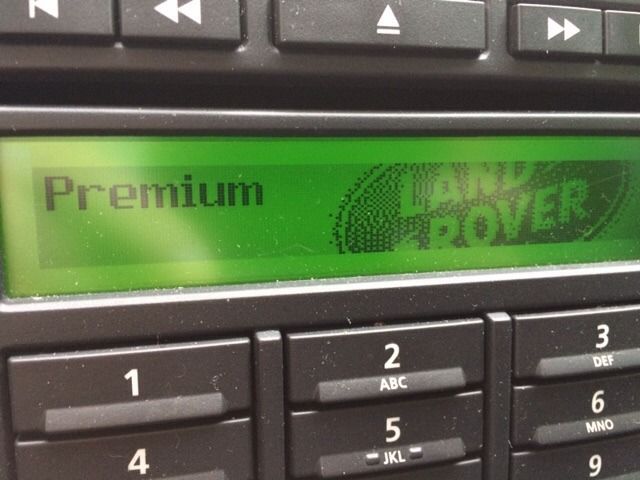 Premium
LAND
ROVER
1
2
ABC
3
DEF
4
5
JKL
6
MNO
9